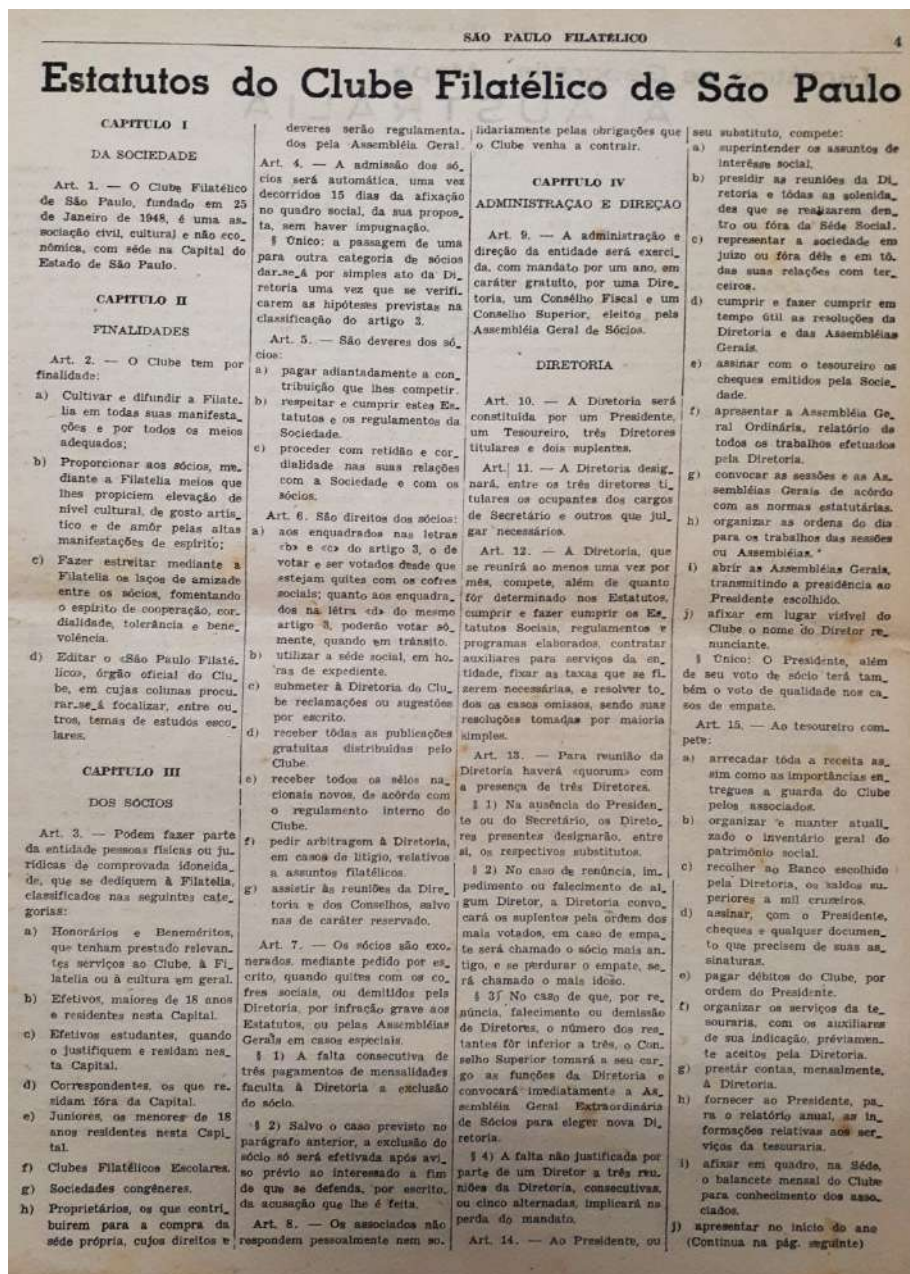 SÃO PAULO FILATÉLICO
4
Estatutos do Clube Filatélico de São Paulo
CAPITULO I
DA SOCIEDADE
Art. 1. — O Clube Filatélico
de São Paulo, fundado em 25
de Janeiro de 1948, é uma as_
sociação civil, cultural e não eco_
nômica, com séde na Capital do
Estado de São Paulo.
CAPITULO II
FINALIDADES
Art. 2. — O Clube tem por
finalidade:
a) Cultivar e difundir a Filate_
lia em todas suas manifesta_
ções e por todos os meios
adequados;
b) Proporcionar aos sócios, me_
diante a Filatelia meios que
lhes propiciem elevação de
nível cultural, de gosto artis_
tico e de amôr pelas altas
manifestações de espírito;
c) Fazer estreitar mediante a
Filatelia os laços de amizade
entre os sócios, fomentando
o espírito de cooperação, cor_
dialidade, tolerância e bene_
volência.
d) Editar o «São Paulo Filaté_
lico», órgão oficial do Clu_
be, em cujas colunas procu_
rar_se_á focalizar, entre ou_
tros, temas de estudos esco_
lares.
CAPITULO III
DOS SÓCIOS
Art. 3. — Podem fazer parte
da entidade pessoas físicas ou ju_
rídicas de comprovada idoneida_
de, que se dediquem à Filatelia,
classificados nas seguintes cate_
gorias:
a) Honorários e Beneméritos,
que tenham prestado relevan_
tes serviços ao Clube, à Fi_
latelia ou à cultura em geral.
b) Efetivos, maiores de 18 anos
e residentes nesta Capital.
c) Efetivos estudantes, quando
o justifiquem e residam nes_
ta Capital.
d) Correspondentes, os que re_
sidam fóra da Capital.
e) Juniores, os menores de 18
anos residentes nesta Capi_
tal.
f) Clubes Filatélicos Escolares.
g) Sociedades congêneres.
h) Proprietários, os que contri_
buirem para a compra da
séde própria, cujos direitos e
deveres serão regulamenta_
dos pela Assembléia Geral.
Art. 4. — A admissão dos só_
cios será automática, uma vez
decorridos 15 dias da afixação
no quadro social, da sua propos_
ta, sem haver impugnação.
§ Único: a passagem de uma
para outra categoria de sócios
dar_se_á por simples ato da Di_
retoria uma vez que se verifi_
carem as hipóteses previstas na
classificação do artigo 3.
Art. 5. — São deveres dos só_
cios:
a) pagar adiantadamente a con_
tribuição que lhes competir.
b) respeitar e cumprir estes Es_
tatutos e os regulamentos da
Sociedade.
c) proceder com retidão e cor_
dialidade nas suas relações
com a Sociedade e com os
sócios.
Art. 6. São direitos dos sócios:
a) aos enquadrados nas letras
«b» e «c» do artigo 3, o de
votar e ser votados desde que
estejam quites com os cofres
sociais; quanto aos enquadra_
dos na lêtra «d» do mesmo
artigo 3, poderão votar sò_
mente, quando em trânsito.
b) utilizar a séde social, em ho_
ras de expediente.
c) submeter à Diretoria do Clu_
be reclamações ou sugestões
por escrito.
d) receber tôdas as publicações
gratuitas distribuidas pelo
Clube.
e) receber todos os sêlos na_
cionais novos, de acôrdo com
o regulamento interno do
Clube.
f) pedir arbitragem à Diretoria,
em casos de litígio, relativos
a assuntos filatélicos.
g) assistir às reuniões da Dire_
toria e dos Conselhos, salvo
nas de caráter reservado.
Art. 7. — Os sócios são exo_
nerados, mediante pedido por es_
crito, quando quites com os co_
fres sociais, ou demitidos pela
Diretoria, por infração grave aos
Estatutos, ou pelas Assembléias
Gerais em casos especiais.
§ 1) A falta consecutiva de
três pagamentos de mensalidades
faculta à Diretoria a exclusão
do sócio.
§ 2) Salvo o caso previsto no
parágrafo anterior, a exclusão do
sócio só será efetivada após avi_
so prévio ao interessado a fim
de que se defenda, por escrito,
da acusação que lhe é feita.
Art. 8. — Os associados não
respondem pessoalmente nem so_
lidariamente pelas obrigações que
o Clube venha a contrair.
CAPITULO IV
ADMINISTRAÇÃO E DIREÇÃO
Art. 9. — A administração e
direção da entidade será exerci_
da, com mandato por um ano, em
caráter gratuito, por uma Dire_
toria, um Consêlho Fiscal e um
Conselho Superior, eleitos pela
Assembléia Geral de Sócios.
DIRETORIA
Art. 10. — A Diretoria será
constituida por um Presidente,
um Tesoureiro, três Diretores
titulares e dois suplentes.
Art. 11. — A Diretoria desig_
nará, entre os três diretores ti_
tulares os ocupantes dos cargos
de Secretário e outros que jul_
gar necessários.
Art. 12. — A Diretoria, que
se reunirá ao menos uma vez por
mês, compete, além de quanto
fôr determinado nos Estatutos,
cumprir e fazer cumprir os Es_
tatutos Sociais, regulamentos e
programas elaborados, contratar
auxiliares para serviços da en_
tidade, fixar as taxas que se fi_
zerem necessárias, e resolver to_
dos os casos omissos, sendo suas
resoluções tomadas por maioria
simples.
Art. 13. — Para reunião da
Diretoria haverá «quorum» com
a presença de três Diretores.
§ 1) Na ausência do Presiden_
te ou do Secretário, os Direto_
res presentes designarão, entre
si, os respectivos substitutos.
§ 2) No caso de renúncia, im_
pedimento ou falecimento de al_
gum Diretor, a Diretoria convo_
cará os suplentes pela ordem dos
mais votados, em caso de empa_
te será chamado o sócio mais an_
tigo, e se perdurar o empate, se_
rá chamado o mais idoso.
§ 3) No caso de que, por re_
núncia, falecimento ou demissão
de Diretores, o número dos res_
tantes fôr inferior a três, o Con_
selho Superior tomará a seu car_
go as funções da Diretoria e
convocará imediatamente a As_
sembléia Geral Extraordinária
de Sócios para eleger nova Di_
retoria.
§ 4) A falta não justificada por
parte de um Diretor a três reu_
niões da Diretoria, consecutivas,
ou cinco alternadas, implicará na
perda do mandato.
Art. 14. — Ao Presidente, ou
seu substituto, compete:
a) superintender os assuntos de
interêsse social.
b) presidir as reuniões da Di_
retoria e tôdas as solenida_
des que se realizarem den_
tro ou fóra da Séde Social.
c) representar a sociedade em
juizo ou fóra dêle e em tô_
das suas relações com ter_
ceiros.
d) cumprir e fazer cumprir em
tempo útil as resoluções da
Diretoria e das Assembléias
Gerais.
e) assinar com o tesoureiro os
cheques emitidos pela Socie_
dade.
f) apresentar a Assembléia Ge_
ral Ordinária, relatório de
todos os trabalhos efetuados
pela Diretoria.
g) convocar as sessões e as As_
sembléias Gerais de acôrdo
com as normas estatutárias.
h) organizar as ordens do dia
para os trabalhos das sessões
ou Assembléias.
i) abrir as Assembléias Gerais,
transmitindo a presidência ao
Presidente escolhido.
j) afixar em lugar visível do
Clube o nome do Diretor re_
nunciante.
§ Único: O Presidente, além
de seu voto de sócio terá tam_
bém o voto de qualidade nos ca_
sos de empate.
Art. 15. — Ao tesoureiro com_
pete:
a) arrecadar tôda a receita as_
sim como as importâncias en_
tregues a guarda do Clube
pelos associados.
b) organizar e manter atuali_
zado o inventário geral do
patrimônio social.
c) recolher ao Banco escolhido
pela Diretoria, os saldos su_
periores a mil cruzeiros.
d) assinar, com o Presidente,
cheques e qualquer documen_
to que precisem de suas as_
sinaturas.
e) pagar débitos do Clube, por
ordem do Presidente.
f) organizar os serviços da te_
souraria, com os auxiliares
de sua indicação, préviamen_
te aceitos pela Diretoria.
g) prestár contas, mensalmente,
à Diretoria.
h) fornecer ao Presidente, pa_
ra o relatório anual, as in_
formações relativas aos ser_
viços da tesouraria.
i) afixar em quadro, na Séde,
o balancete mensal do Clube
para conhecimento dos asso_
ciados.
j) apresentar no início do ano
(Continua na pág. seguinte)